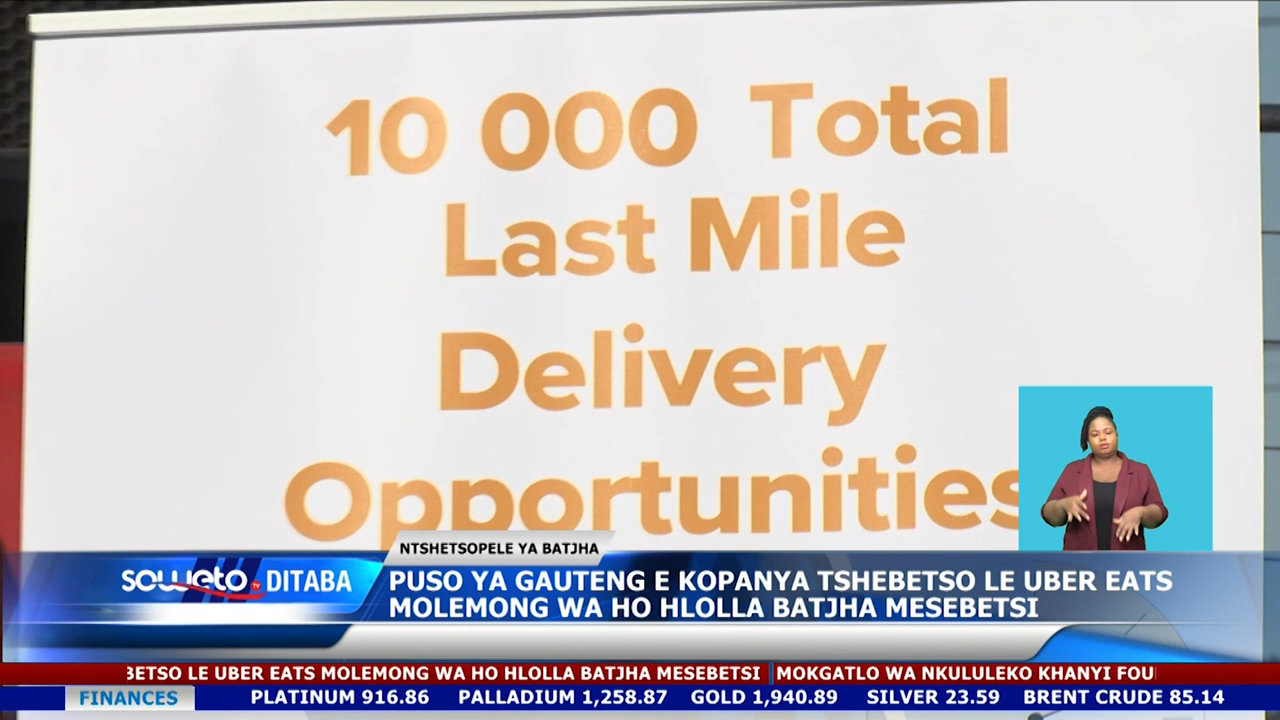 10 000 Total
Last Mile
Delivery
Opportunities
NTSHETSOPELE YA BATJHA
soweto tv DITABA
PUSO YA GAUTENG E KOPANYA TSHEBETSO LE UBER EATS
MOLEMONG WA HO HLOLLA BATJHA MESEBETSI
BETSO LE UBER EATS MOLEMONG WA HO HLOLLA BATJHA MESEBETSI MOKGATLO WA NKULULEKO KHANYI FOU
FINANCES PLATINUM 916.86 PALLADIUM 1,258.87 GOLD 1,940.89 SILVER 23.59 BRENT CRUDE 85.14